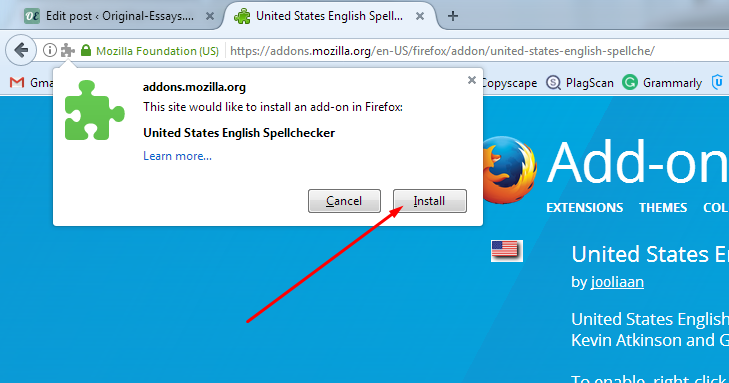 Edit post ‹ Original-Essays....
United States English Spell...
Mozilla Foundation (US)
https://addons.mozilla.org/en-US/firefox/addon/united-states-english-spellche/
Gmail
Copyscape
PlagScan
Grammarly
addons.mozilla.org
This site would like to install an add-on in Firefox:
United States English Spellchecker
Learn more...
Cancel
Install
Add-on
EXTENSIONS THEMES COL
United States E
by jooliaan
United States English
Kevin Atkinson and G
To enable, right-click